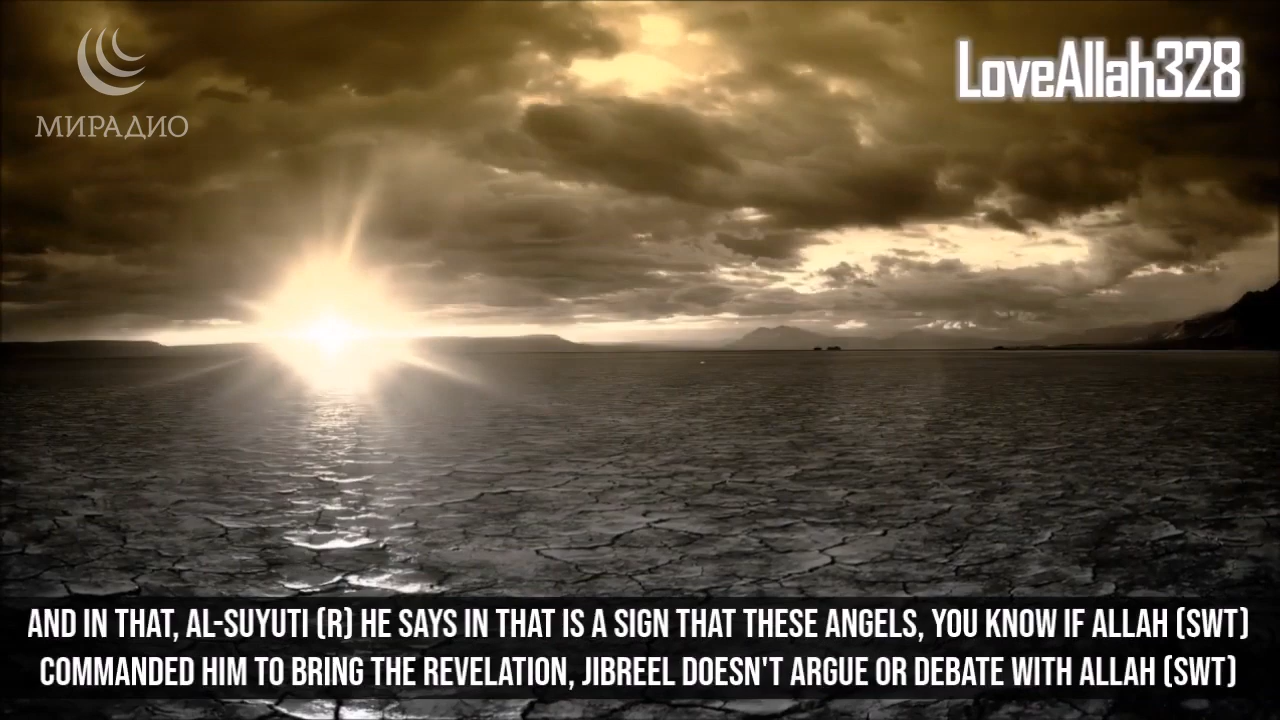 МИРАДИО
LoveAllah328
AND IN THAT, AL-SUYUTI (R) HE SAYS IN THAT IS A SIGN THAT THESE ANGELS, YOU KNOW IF ALLAH (SWT)
COMMANDED HIM TO BRING THE REVELATION, JIBREEL DOESN'T ARGUE OR DEBATE WITH ALLAH (SWT)